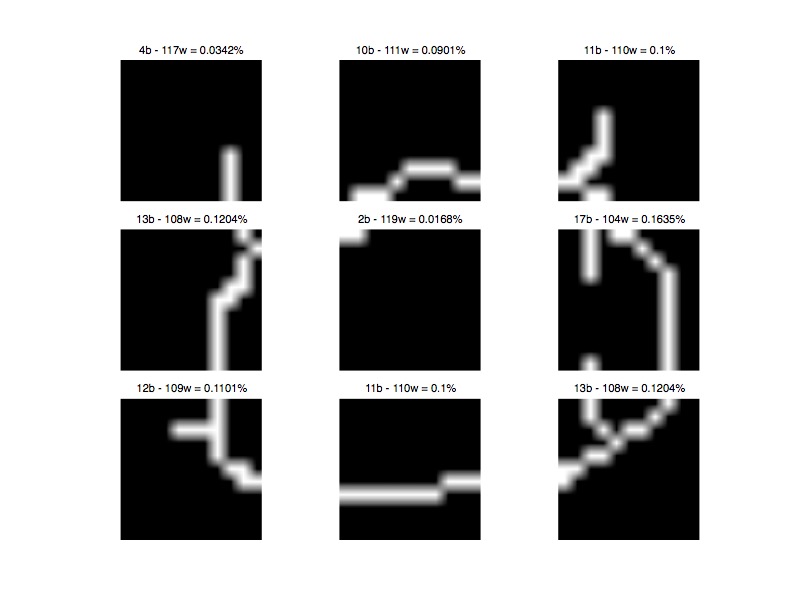 4b - 117w = 0.0342%
10b - 111w = 0.0901%
11b - 110w = 0.1%
13b - 108w = 0.1204%
2b - 119w = 0.0168%
17b - 104w = 0.1635%
12b - 109w = 0.1101%
11b - 110w = 0.1%
13b - 108w = 0.1204%